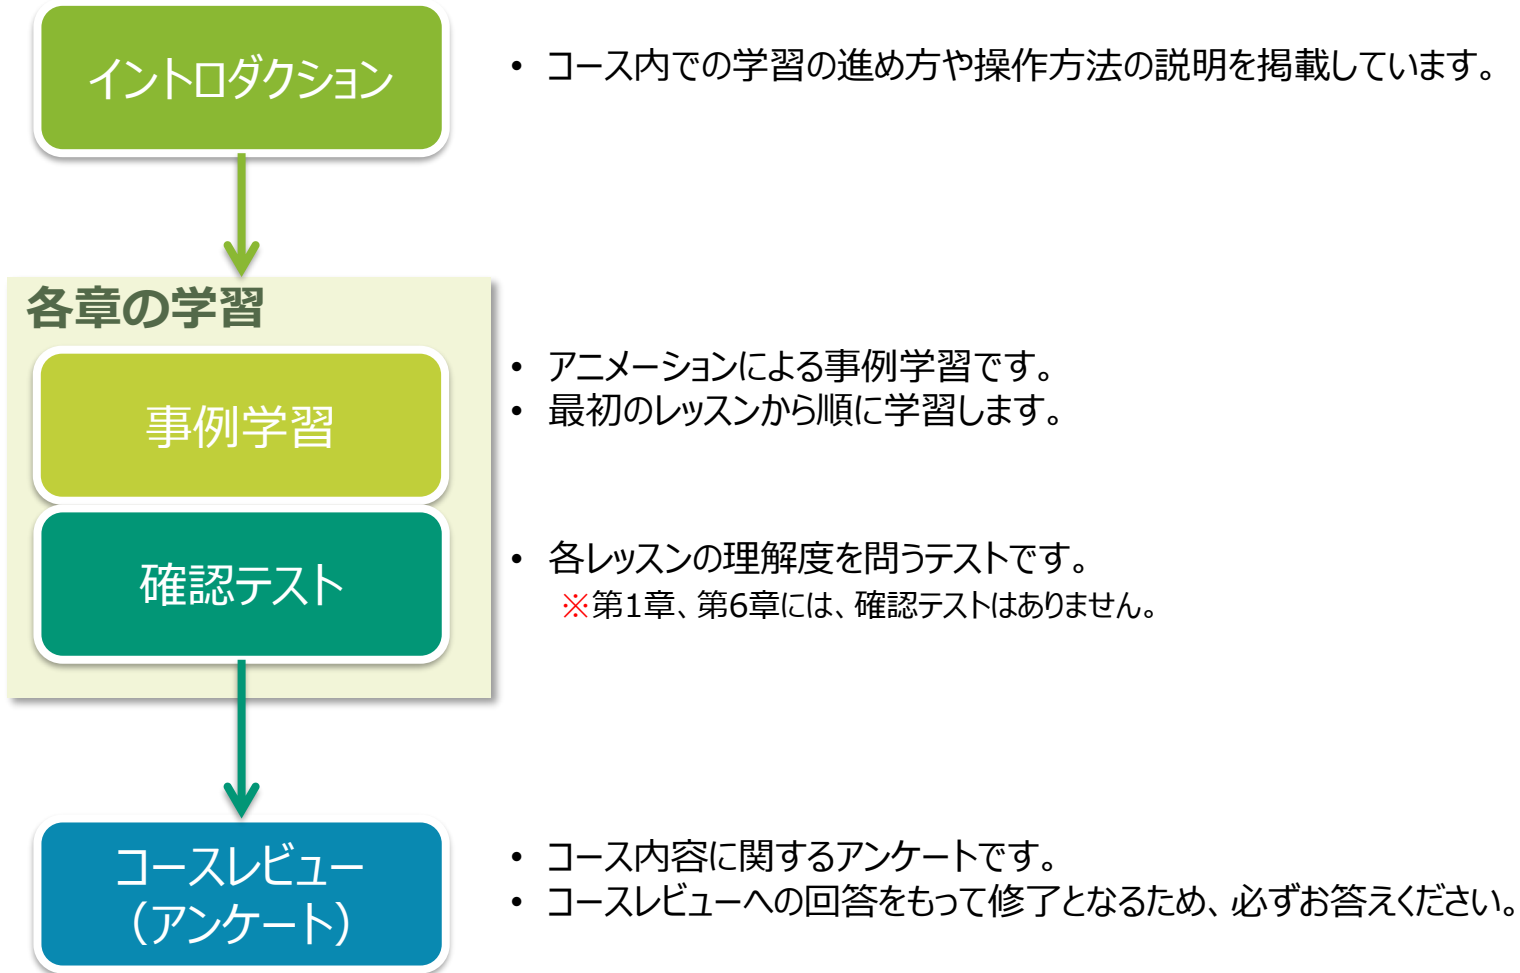 イントロダクション
• コース内での学習の進め方や操作方法の説明を掲載しています。
各章の学習
事例学習
• アニメーションによる事例学習です。
• 最初のレッスンから順に学習します。
確認テスト
• 各レッスンの理解度を問うテストです。
※第1章、第6章には、確認テストはありません。
コースレビュー
（アンケート）
• コース内容に関するアンケートです。
• コースレビューへの回答をもって修了となるため、必ずお答えください。